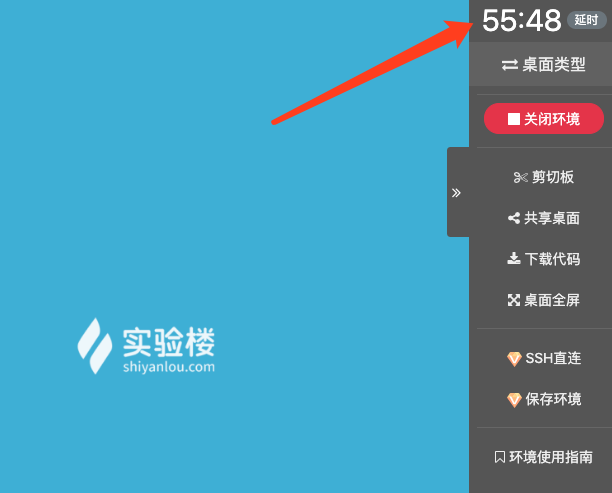 55:48 延时
桌面类型
关闭环境
剪切板
共享桌面
下载代码
桌面全屏
SSH直连
保存环境
环境使用指南
实验楼
shiyanlou.com